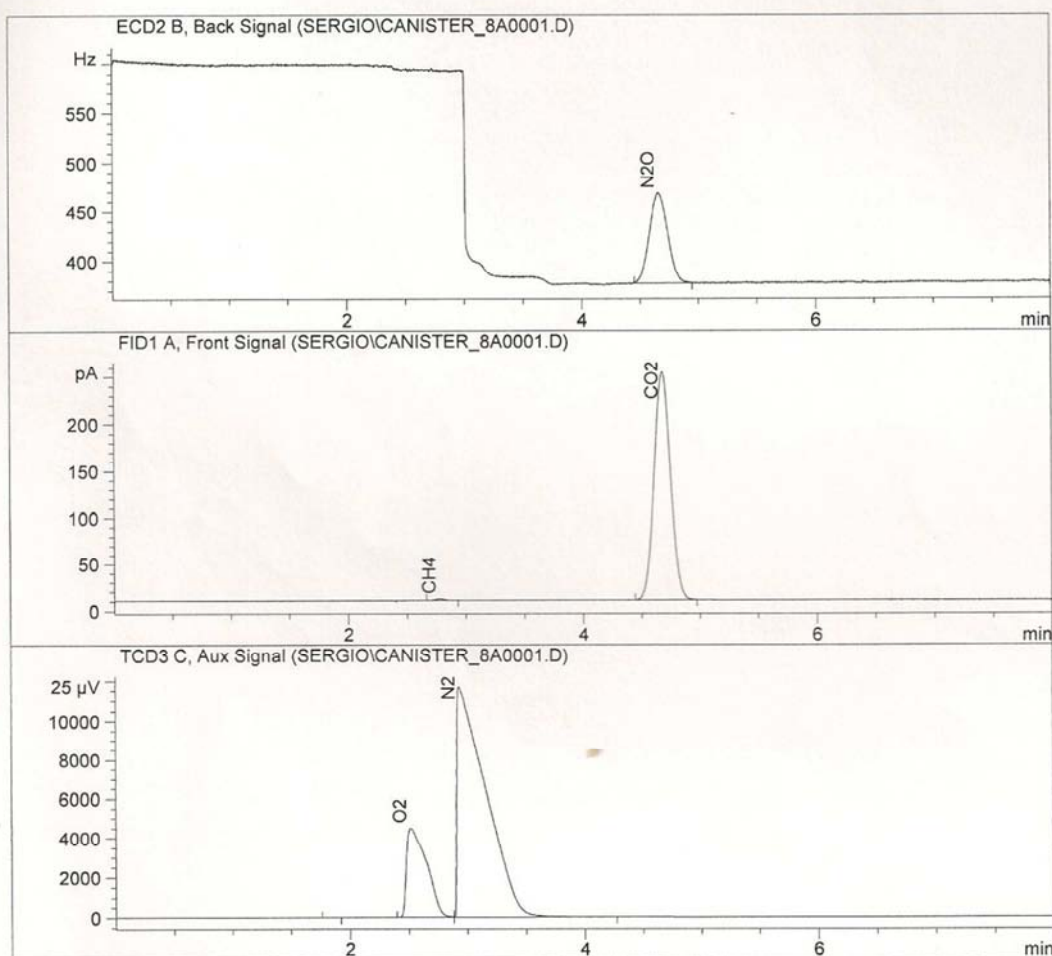 ECD2 B, Back Signal (SERGIO\CANISTER_8A0001.D)
Hz
550
500
450
400
N2O
2
4
6
min
FID1 A, Front Signal (SERGIO\CANISTER_8A0001.D)
pA
200
150
100
50
0
CH4
CO2
2
4
6
min
TCD3 C, Aux Signal (SERGIO\CANISTER_8A0001.D)
25 µV
10000
8000
6000
4000
2000
0
O2
N2
2
4
6
min